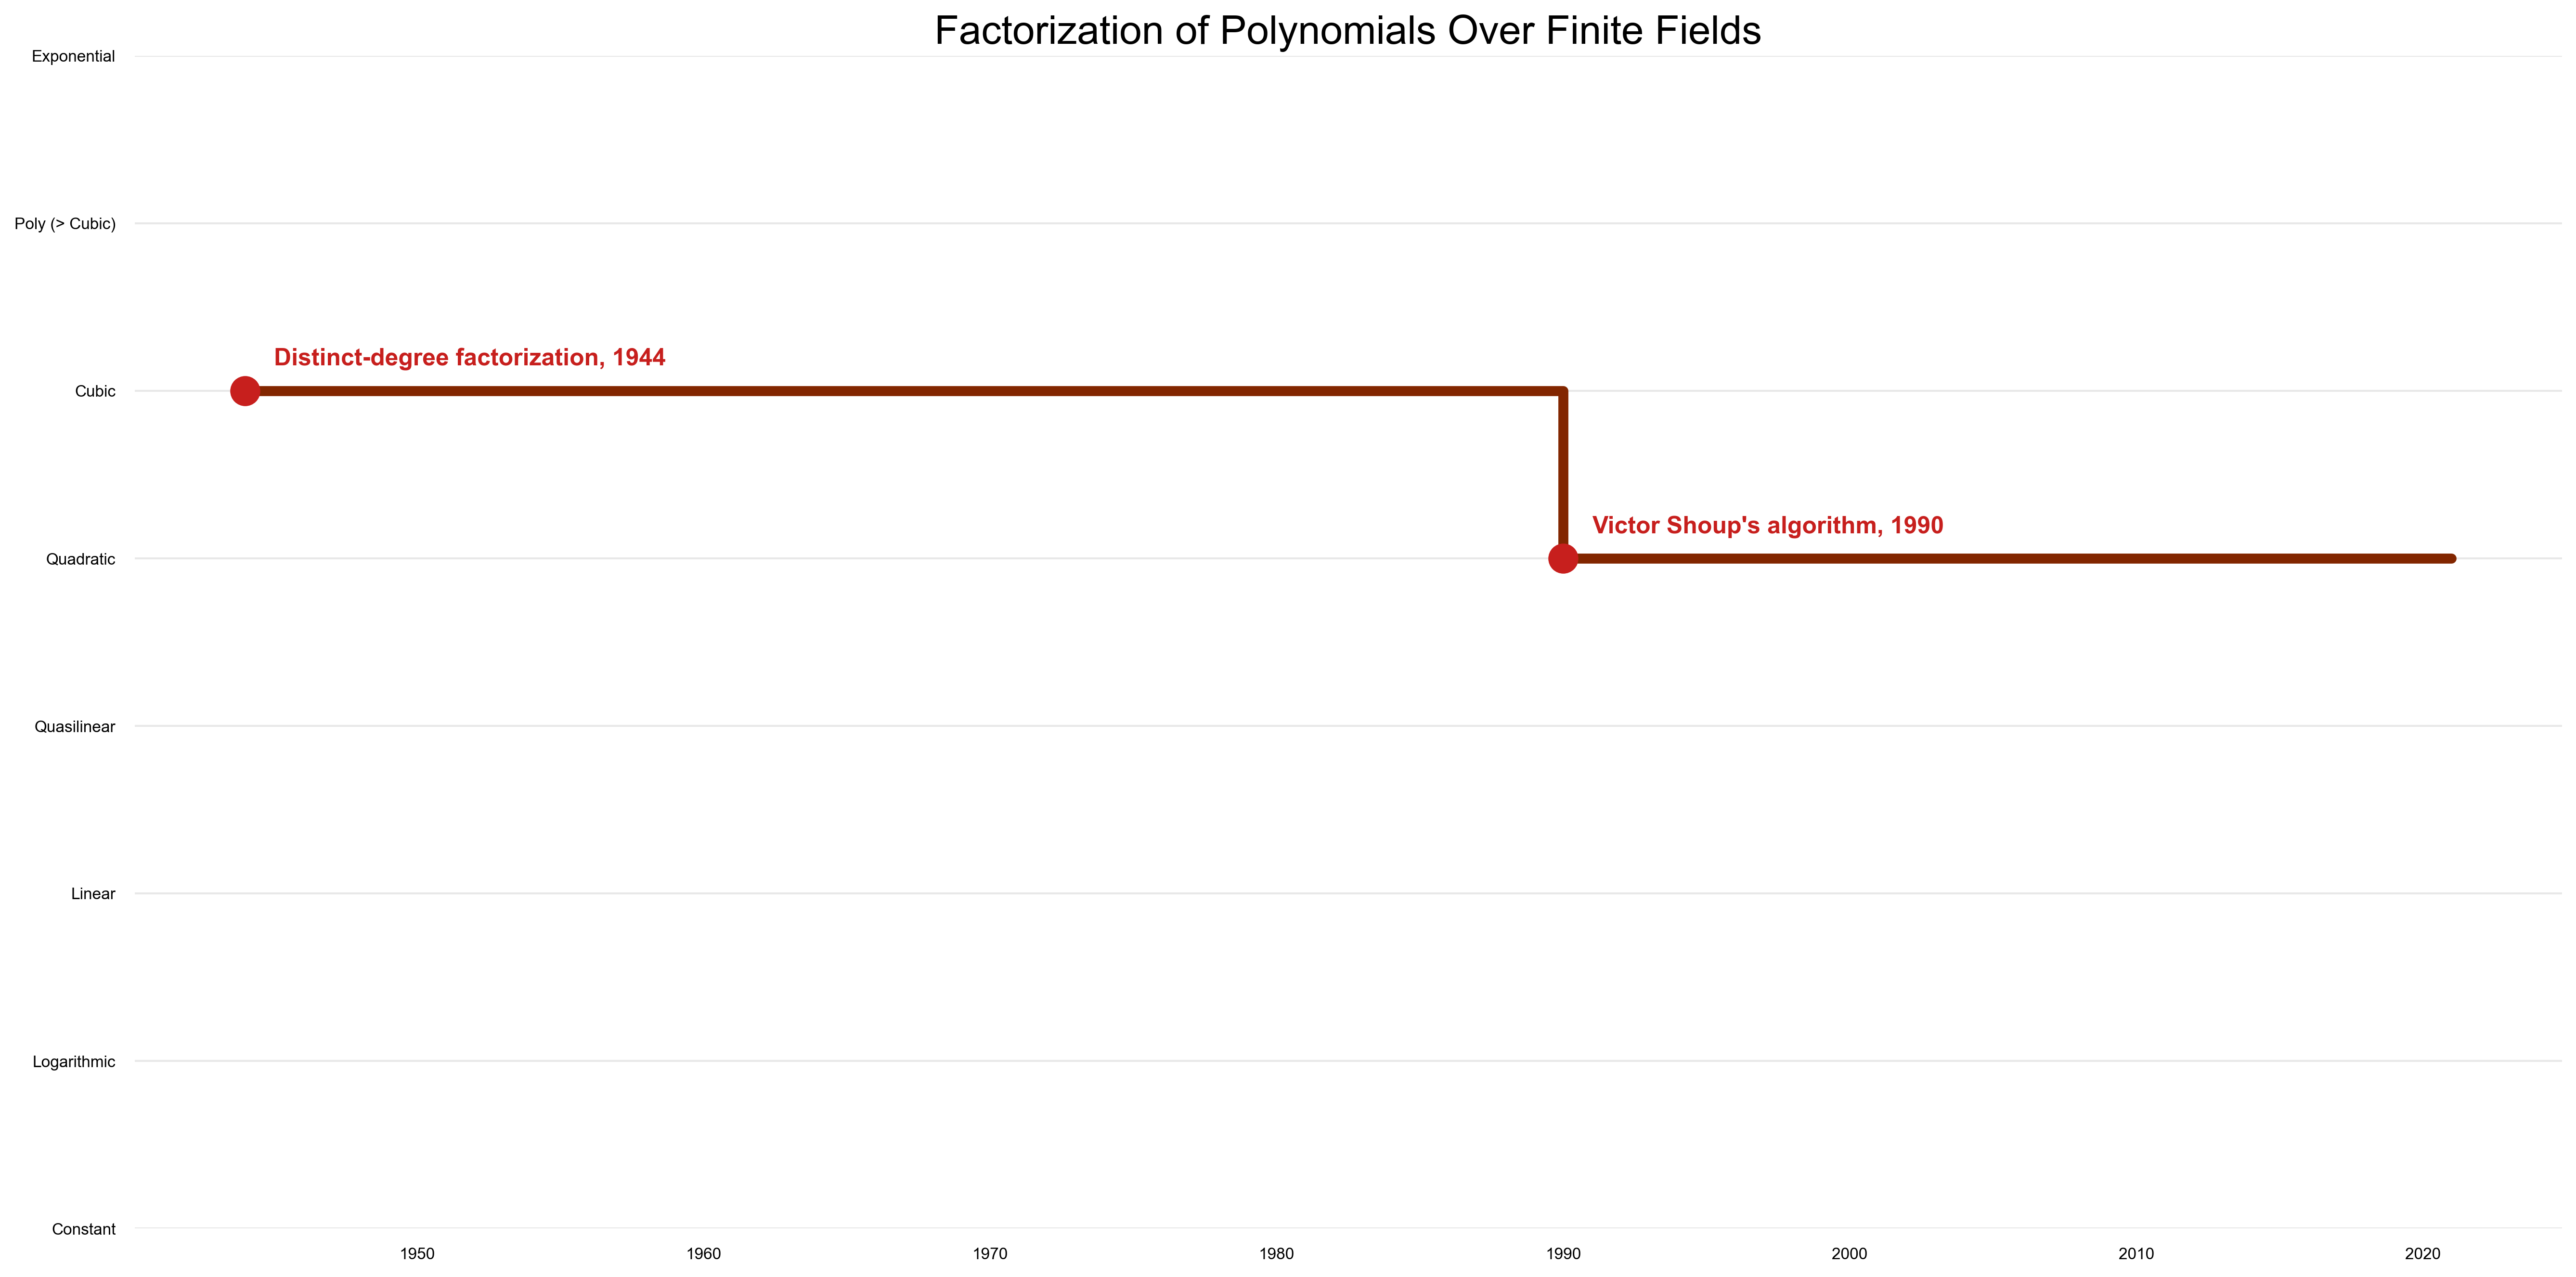 Factorization of Polynomials Over Finite Fields
Exponential
Poly (> Cubic)
Distinct-degree factorization, 1944
Cubic
Victor Shoup's algorithm, 1990
Quadratic
Quasilinear
Linear
Logarithmic
Constant
1950 1960 1970 1980 1990 2000 2010 2020